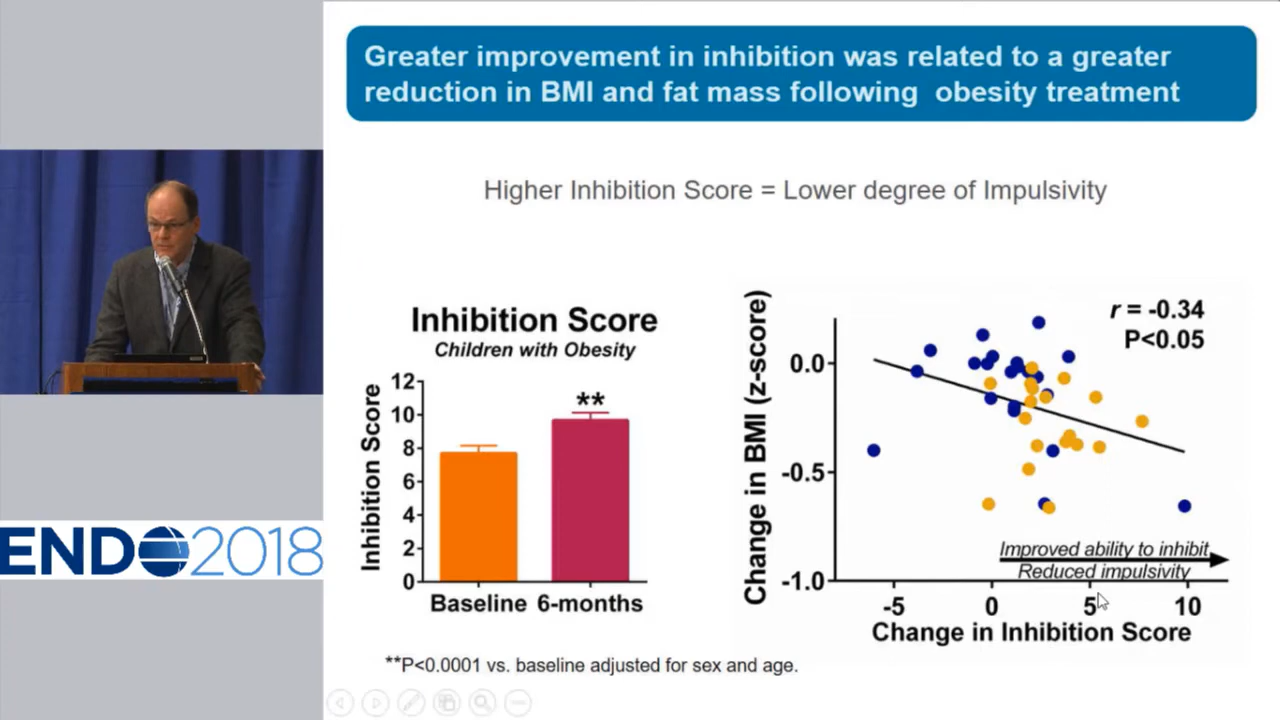 Greater improvement in inhibition was related to a greater
reduction in BMI and fat mass following obesity treatment
Higher Inhibition Score = Lower degree of Impulsivity
Inhibition Score
Children with Obesity
Inhibition Score
12
10
8
6
4
2
0
**
Baseline 6-months
**P<0.0001 vs. baseline adjusted for sex and age.
r = -0.34
P<0.05
Change in BMI (z-score)
0.0
-0.5
-1.0
Improved ability to inhibit
Reduced impulsivity
-5 0 5 10
Change in Inhibition Score
ENDO2018